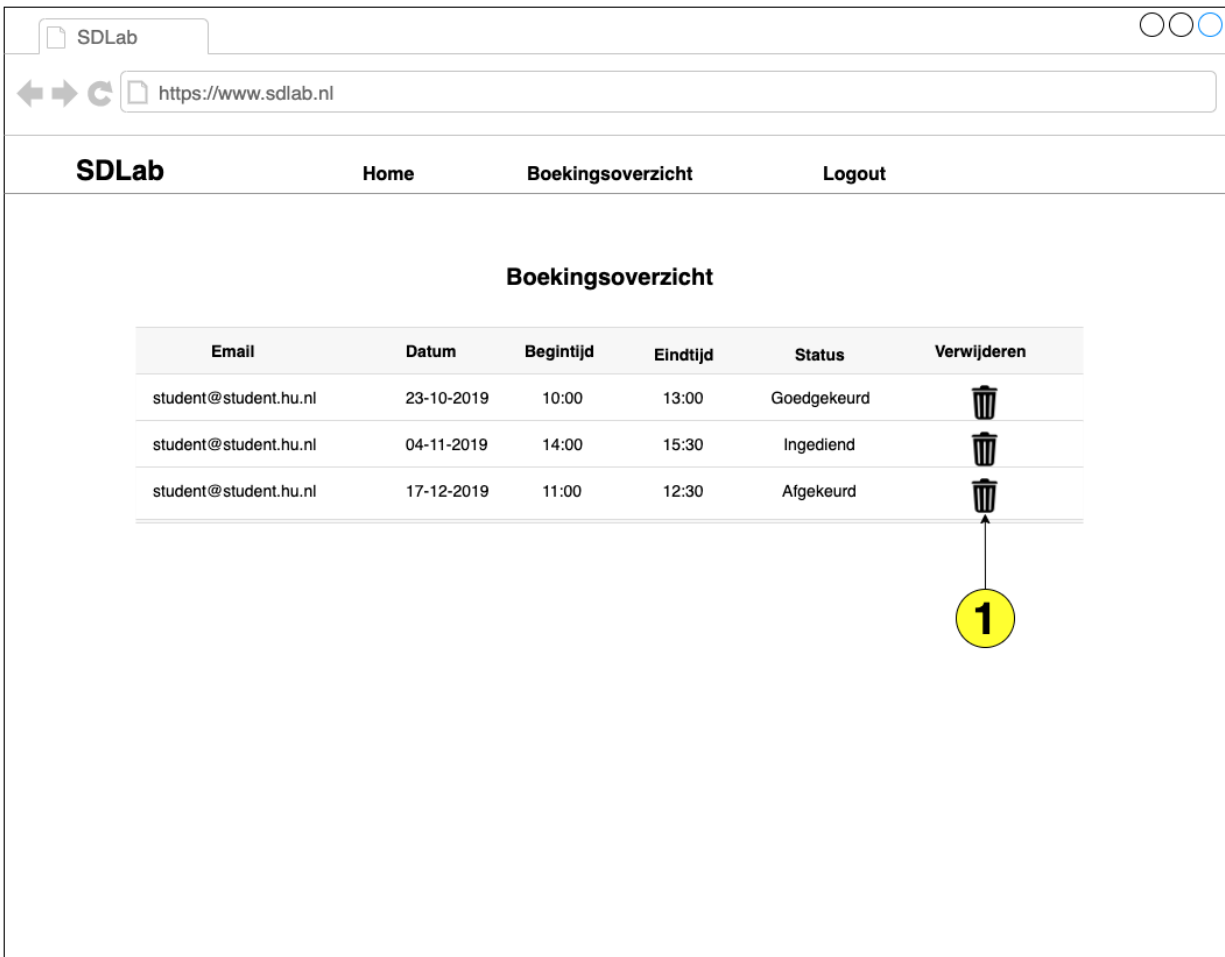 SDLab
https://www.sdlab.nl
SDLab Home Boekingsoverzicht Logout
Boekingsoverzicht
Email Datum Begintijd Eindtijd Status Verwijderen
student@student.hu.nl 23-10-2019 10:00 13:00 Goedgekeurd
student@student.hu.nl 04-11-2019 14:00 15:30 Ingediend
student@student.hu.nl 17-12-2019 11:00 12:30 Afgekeurd
1